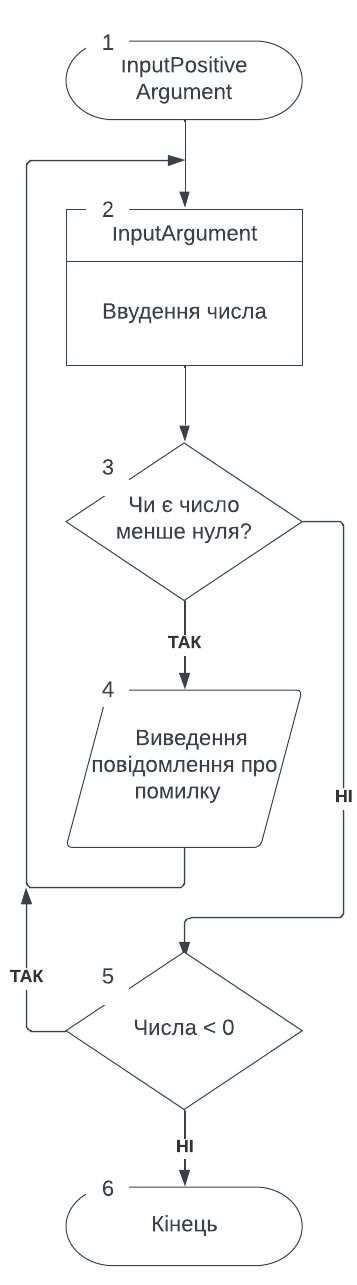 1
inputPositive
Argument
2
InputArgument
Ввудення числа
3
Чи є число
менше нуля?
ТАК
4
Виведення
повідомлення про
помилку
НІ
ТАК
5
Числа < 0
НІ
6
Кінець